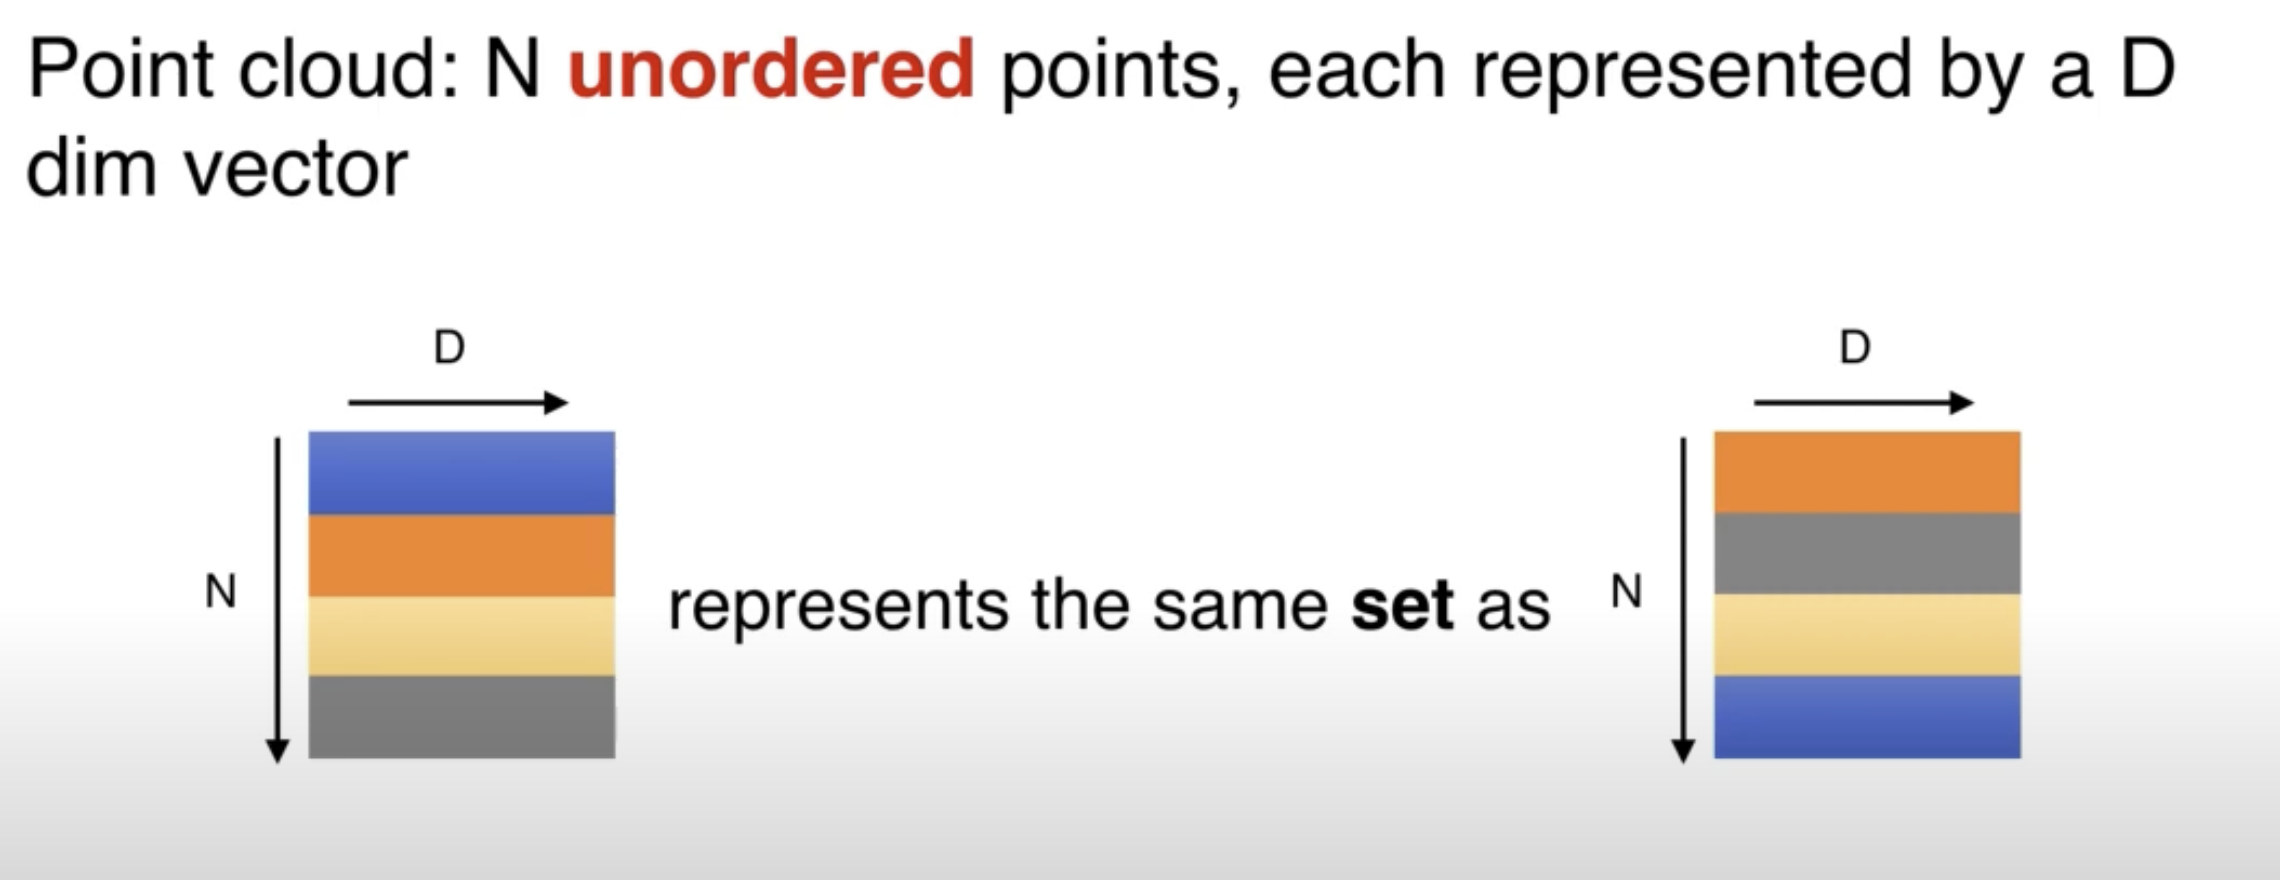 Point cloud: N unordered points, each represented by a D
dim vector
D
D
N
represents the same set as
N